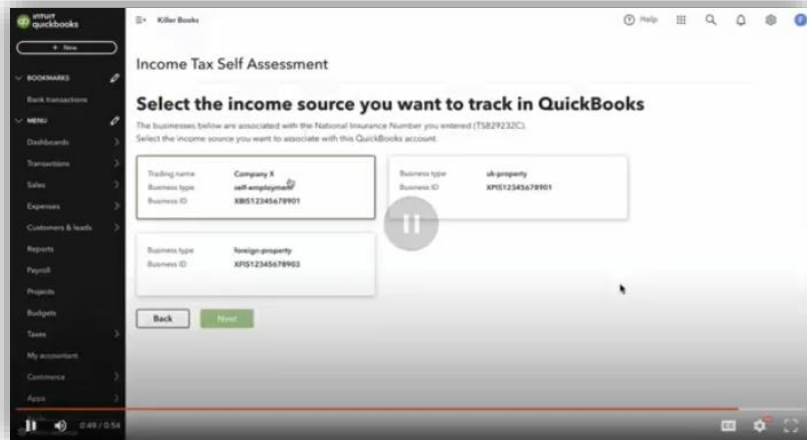 INTUIT
quickbooks
Killer Books
Help
+ New
BOOKMARKS
Bank transactions
MENU
Dashboards
Transactions
Sales
Expenses
Customers & leads
Reports
Payroll
Projects
Budgets
Taxes
My accountant
Commerce
Apps
Income Tax Self Assessment
Select the income source you want to track in QuickBooks
The businesses below are associated with the National Insurance Number you entered (TS829232C).
Select the income source you want to associate with this QuickBooks account.
Trading name Company X
Business type self-employment
Business ID XBIS12345678901
Business type uk-property
Business ID XPIS12345678901
Business type foreign-property
Business ID XPIS12345678903
Back
Next
0:49 / 0:54
CC